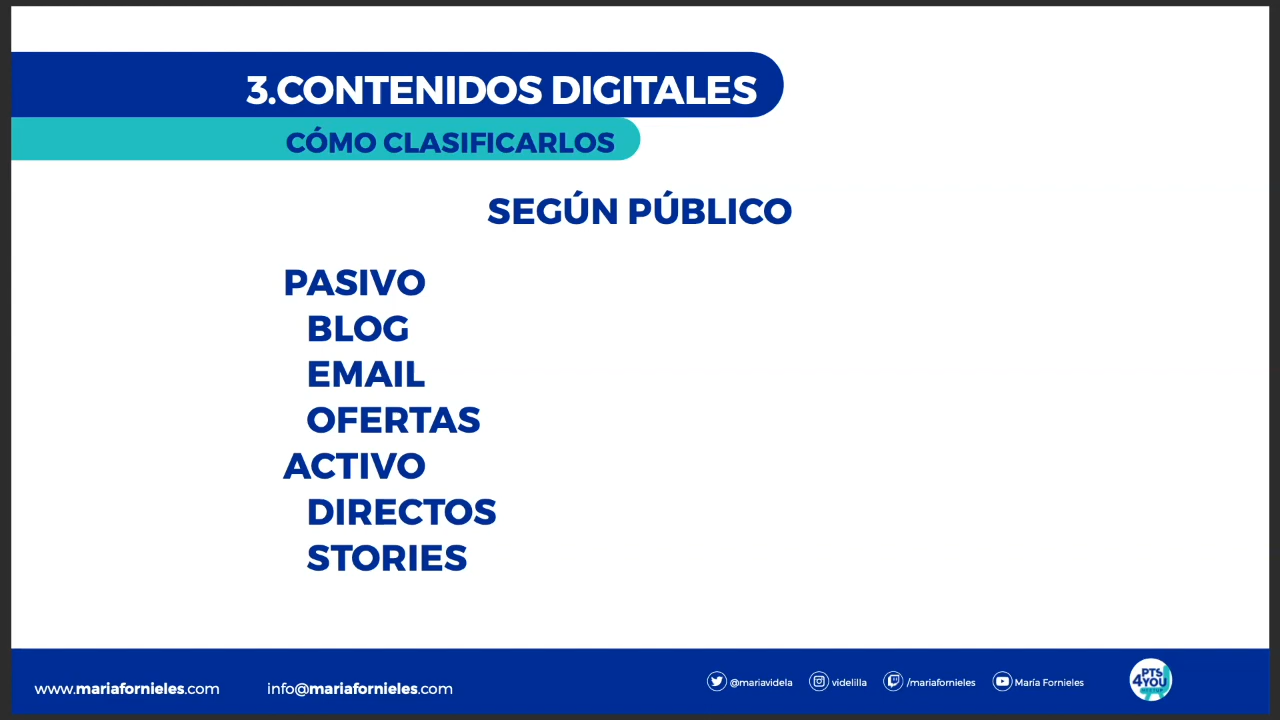 3.CONTENIDOS DIGITALES
CÓMO CLASIFICARLOS
SEGÚN PÚBLICO
PASIVO
BLOG
EMAIL
OFERTAS
ACTIVO
DIRECTOS
STORIES
www.mariafornieles.com
info@mariafornieles.com
@mariavidela
videlilla
/mariafornieles
María Fornieles
PTS
4YOU